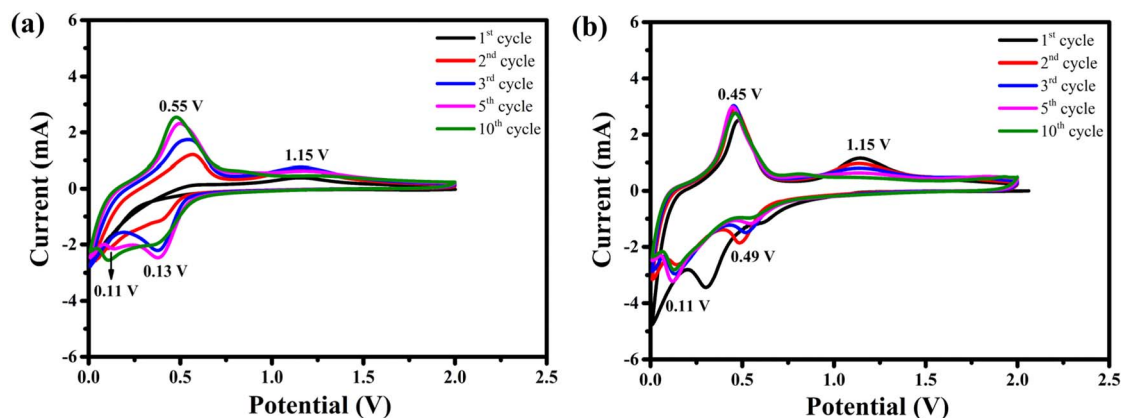 (a)
6
4
2
0
-2
-4
-6
Current (mA)
0.0
0.5
1.0
1.5
2.0
2.5
Potential (V)
1st cycle
2nd cycle
3rd cycle
5th cycle
10th cycle
0.55 V
1.15 V
0.13 V
0.11 V
(b)
6
4
2
0
-2
-4
-6
Current (mA)
0.0
0.5
1.0
1.5
2.0
2.5
Potential (V)
1st cycle
2nd cycle
3rd cycle
5th cycle
10th cycle
0.45 V
1.15 V
0.49 V
0.11 V